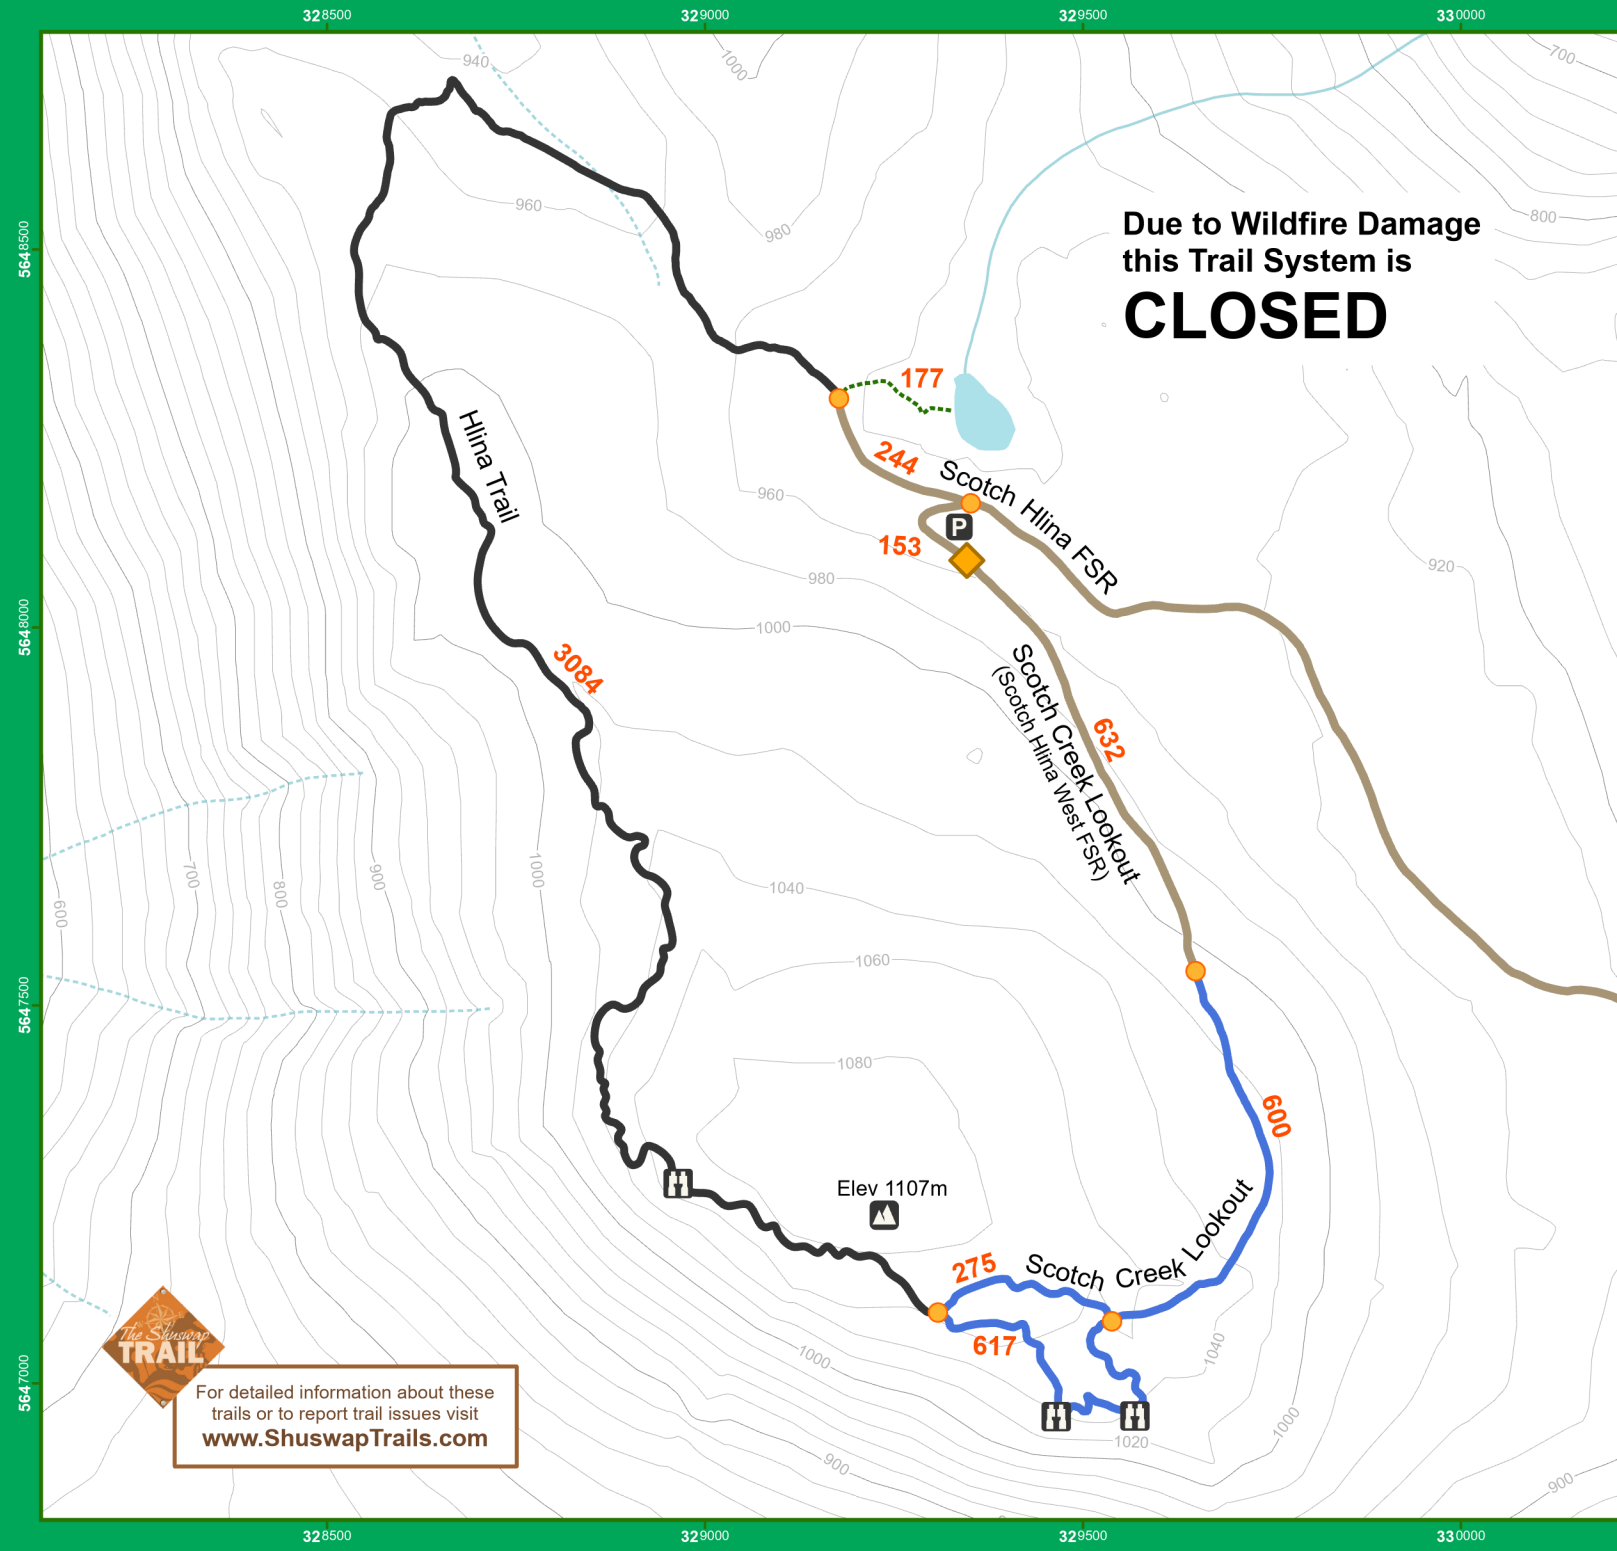 328500
329000
329500
330000
940
1000
700
960
980
800
5648500
Due to Wildfire Damage
this Trail System is
CLOSED
177
Hlina Trail
244
Scotch Hlina FSR
960
P
153
980
920
1000
5648000
3084
Scotch Creek Lookout
(Scotch Hlina West FSR)
632
700
800
900
1000
600
1040
1060
5647500
1080
600
Elev 1107m
275
Scotch Creek Lookout
617
1000
1040
The Shuswap
TRAIL
5647000
For detailed information about these
trails or to report trail issues visit
www.ShuswapTrails.com
900
1020
1000
900
328500
329000
329500
330000